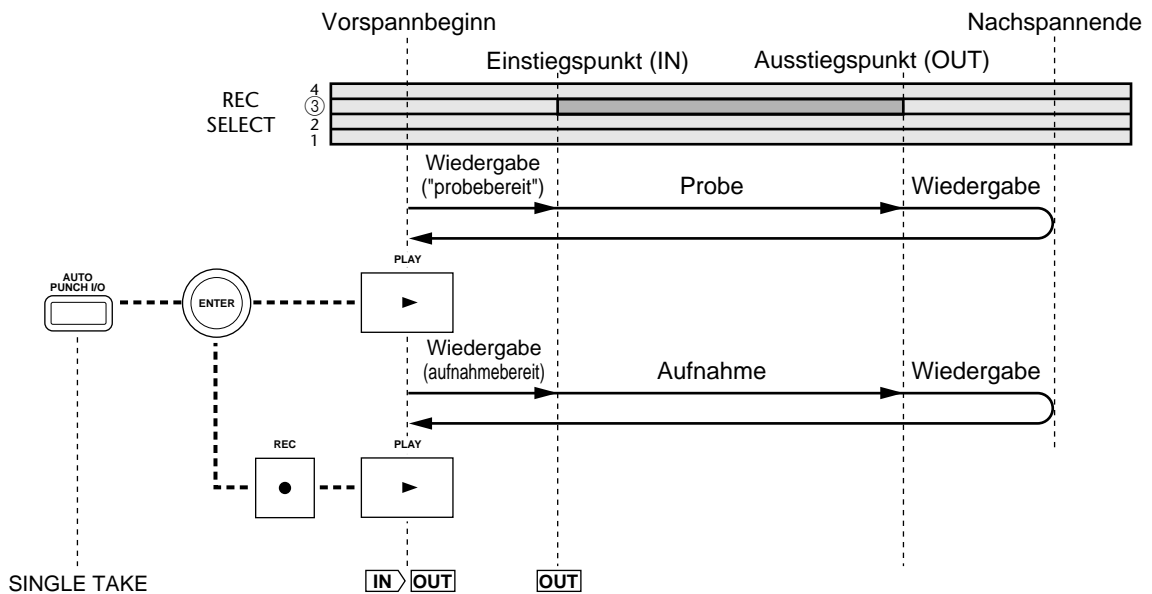 Vorspannbeginn
Nachspannende
Einstiegspunkt (IN)
Ausstiegspunkt (OUT)
REC
SELECT
4
③
2
1
Wiedergabe
("probebereit")
Probe
Wiedergabe
PLAY
AUTO
PUNCH I/O
ENTER
Wiedergabe
(aufnahmebereit)
Aufnahme
Wiedergabe
REC
PLAY
SINGLE TAKE
IN OUT
OUT